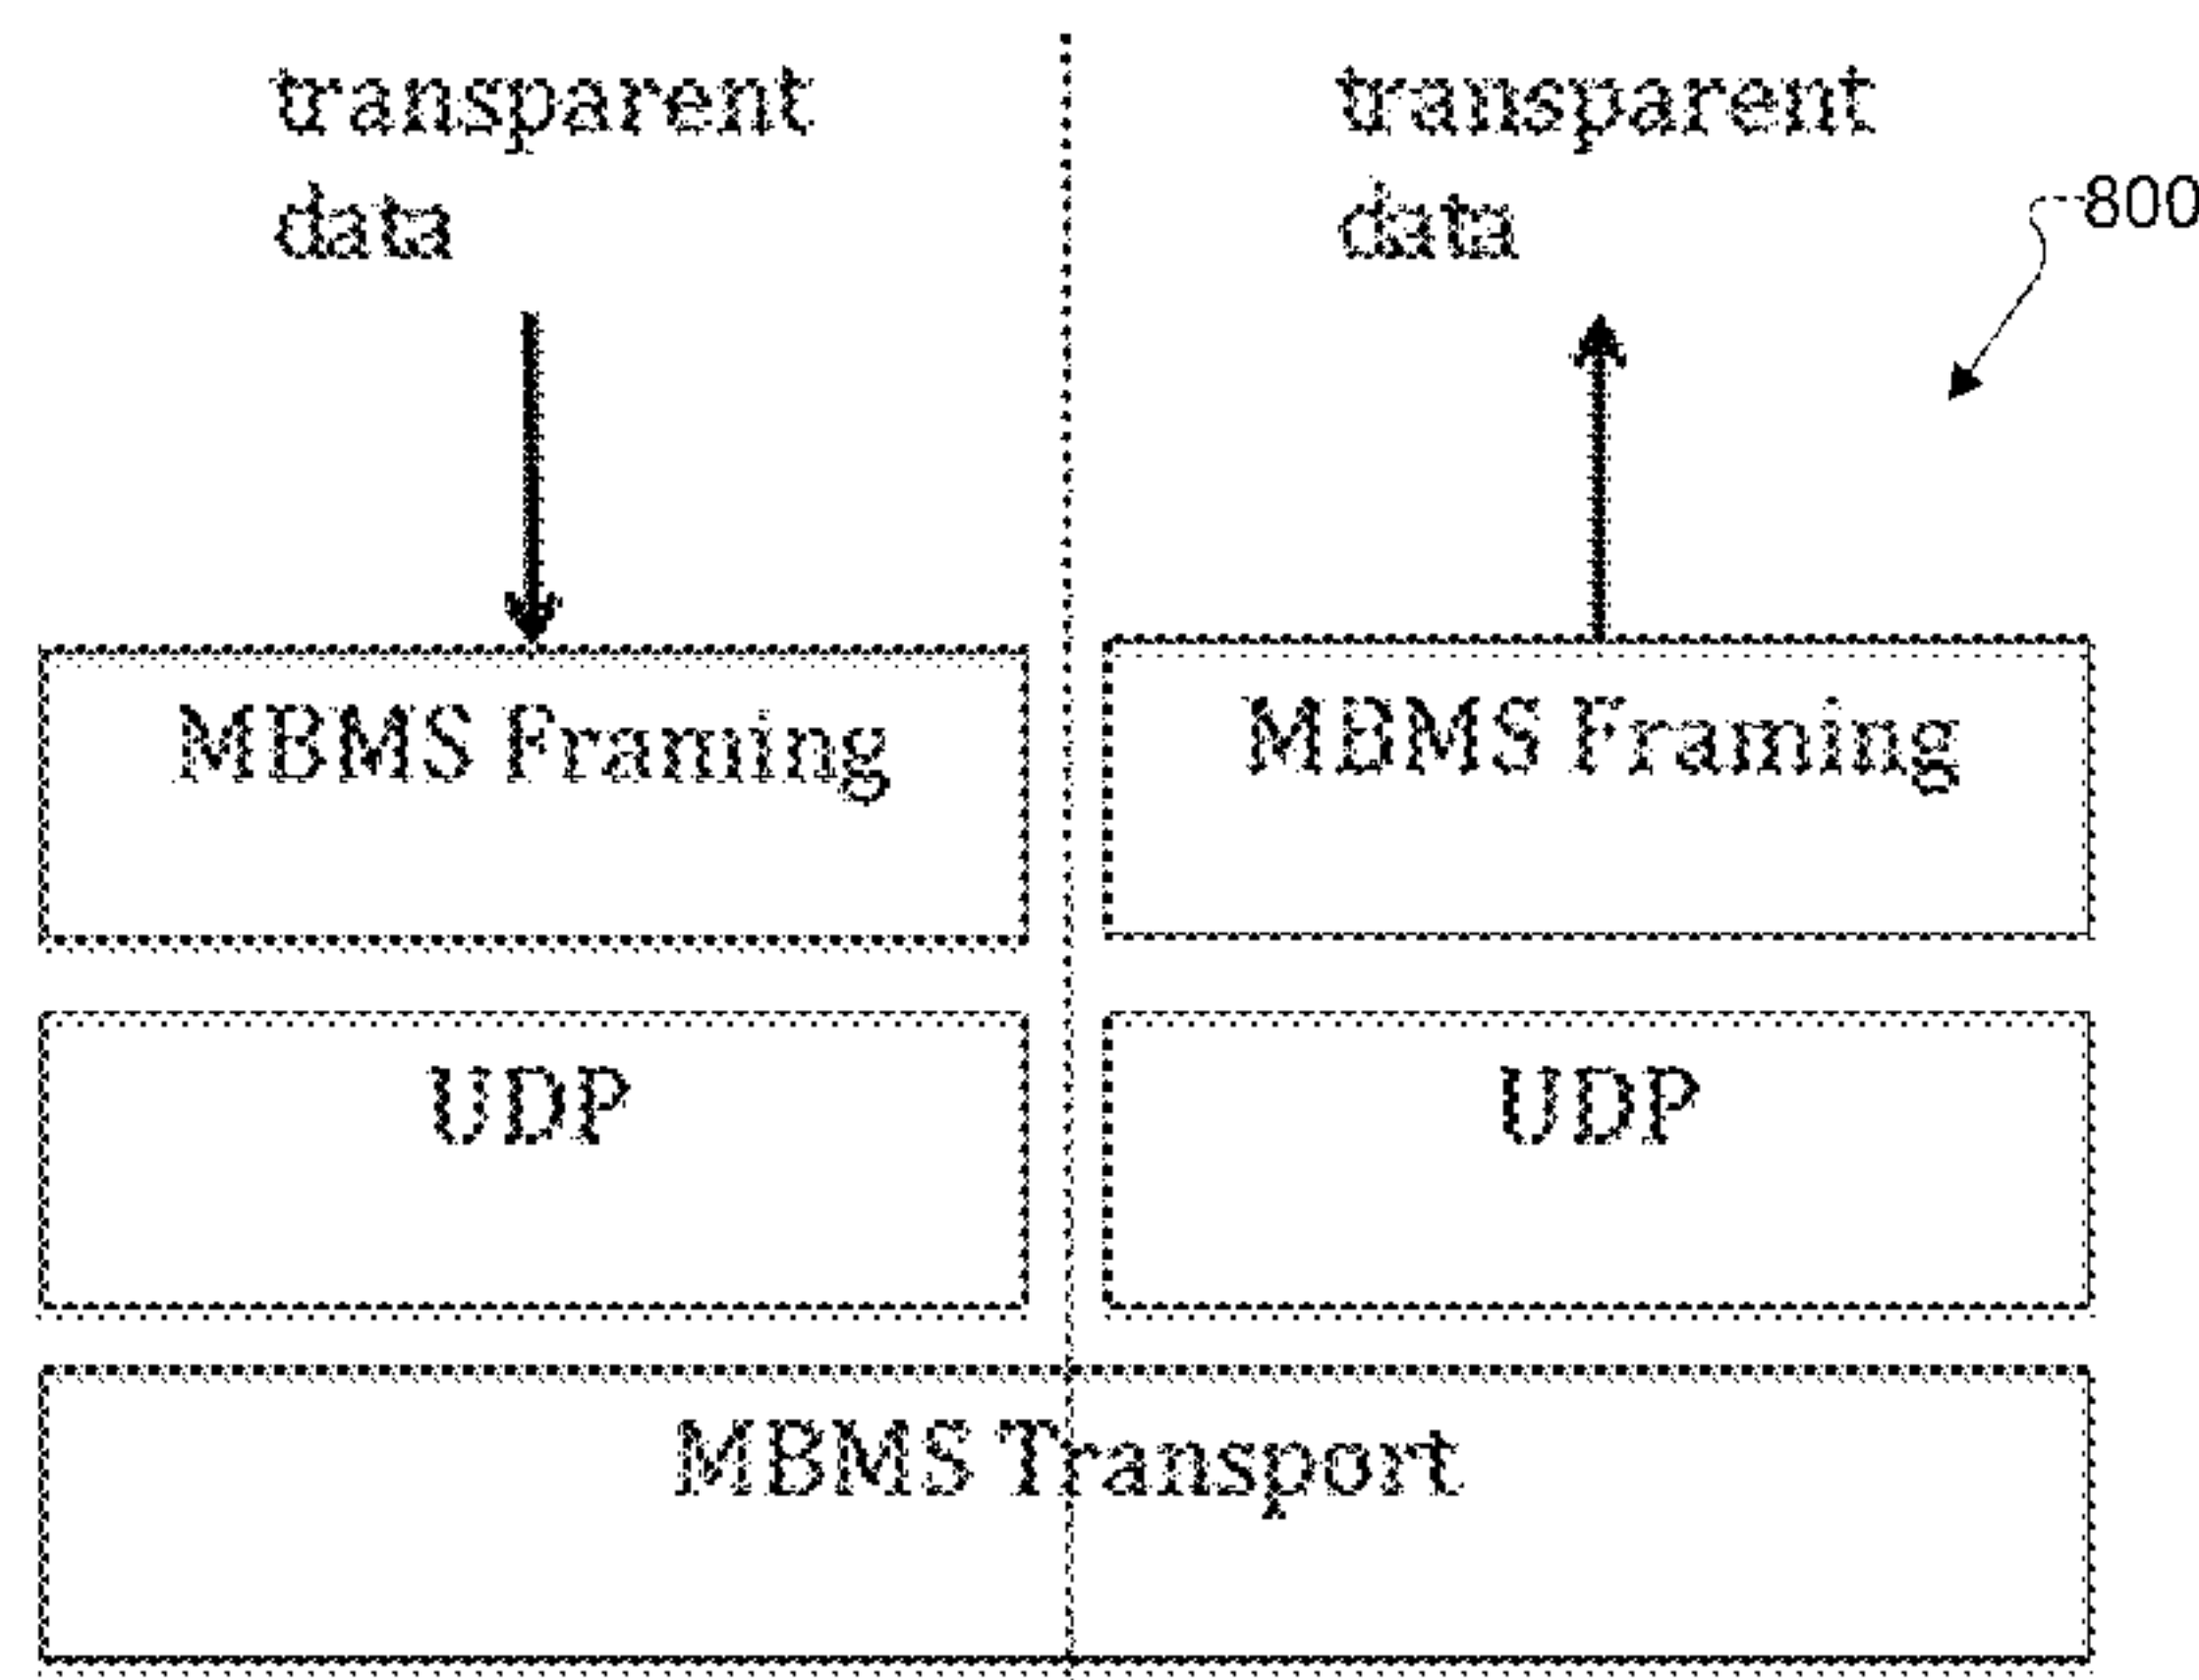 transparent
data
transparent
data
800
MBMS Framing
MBMS Framing
UDP
UDP
MBMS Transport